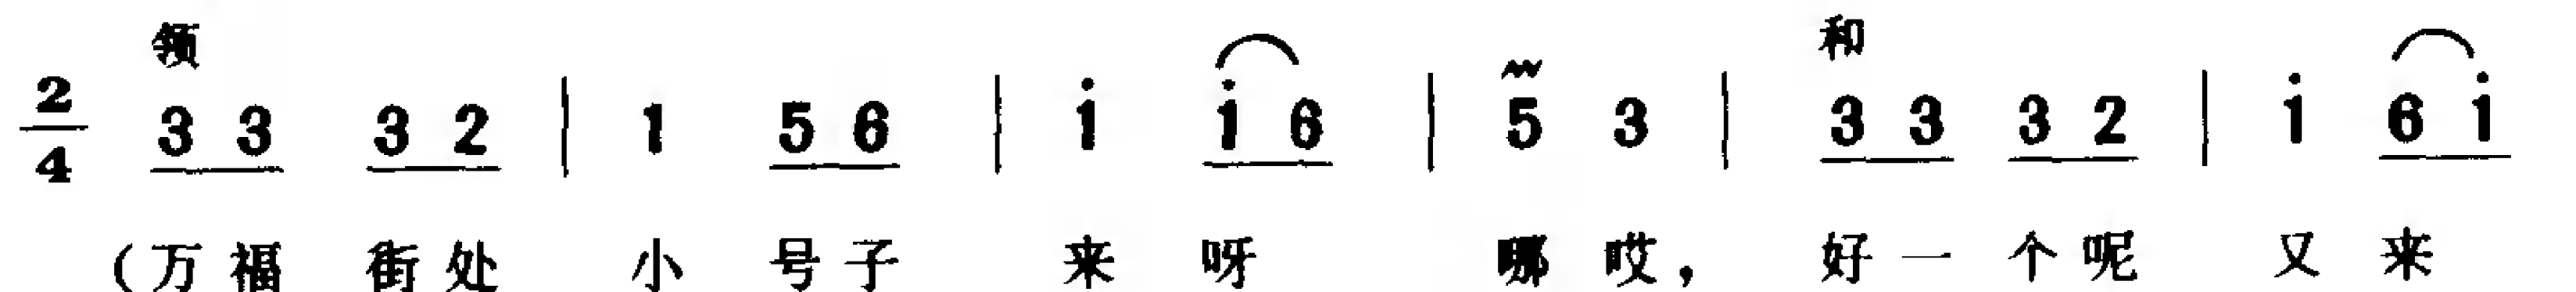 领 和
2/4 3 3 3 2 | 1 5 6 | i i 6 | 5 3 | 3 3 3 2 | i 6 i
(万福 街处 小 号子 来 呀 哪 哎，好一 个呢 又 来